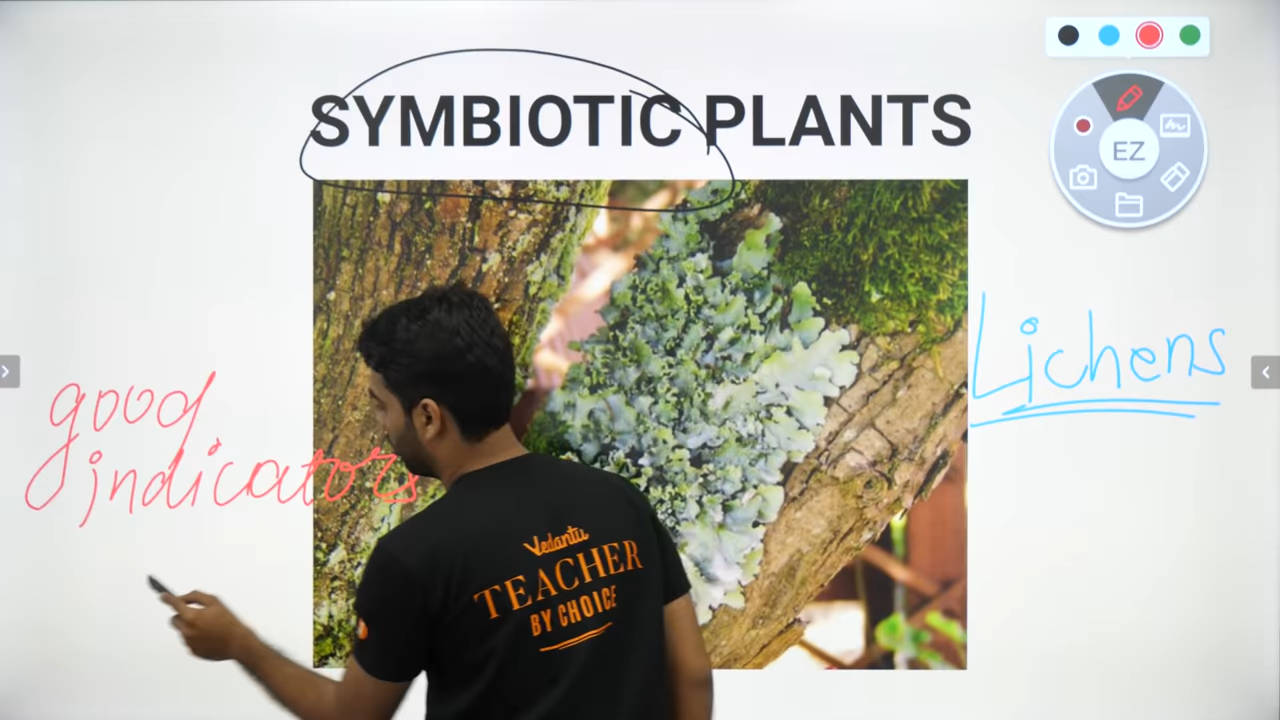 SYMBIOTIC PLANTS
EZ
Lichens
good
indicators
Vedantu
TEACHER
BY CHOICE